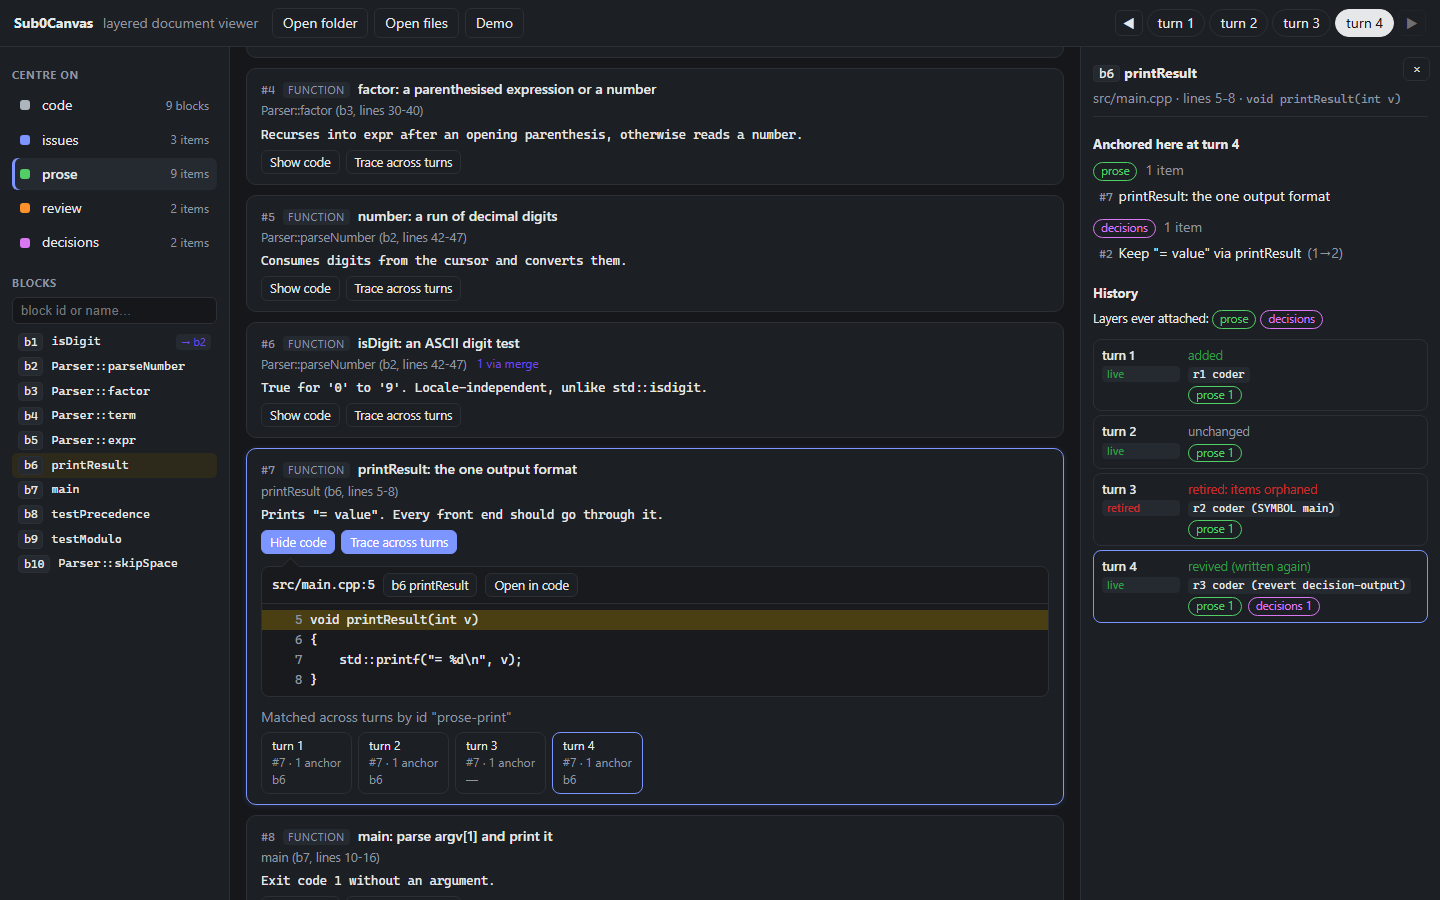 Sub0Canvas layered document viewer Open folder Open files Demo ◀ turn 1 turn 2 turn 3 turn 4 ▶
CENTRE ON
code 9 blocks
issues 3 items
prose 9 items
review 2 items
decisions 2 items
BLOCKS
block id or name...
b1 isDigit → b2
b2 Parser::parseNumber
b3 Parser::factor
b4 Parser::term
b5 Parser::expr
b6 printResult
b7 main
b8 testPrecedence
b9 testModulo
b10 Parser::skipSpace
#4 FUNCTION factor: a parenthesised expression or a number
Parser::factor (b3, lines 30-40)
Recurses into expr after an opening parenthesis, otherwise reads a number.
Show code Trace across turns
#5 FUNCTION number: a run of decimal digits
Parser::parseNumber (b2, lines 42-47)
Consumes digits from the cursor and converts them.
Show code Trace across turns
#6 FUNCTION isDigit: an ASCII digit test
Parser::parseNumber (b2, lines 42-47) 1 via merge
True for '0' to '9'. Locale-independent, unlike std::isdigit.
Show code Trace across turns
#7 FUNCTION printResult: the one output format
printResult (b6, lines 5-8)
Prints "= value". Every front end should go through it.
Hide code Trace across turns
src/main.cpp:5 b6 printResult Open in code
5 void printResult(int v)
6 {
7 std::printf("= %d\n", v);
8 }
Matched across turns by id "prose-print"
turn 1
#7 · 1 anchor
b6
turn 2
#7 · 1 anchor
b6
turn 3
#7 · 1 anchor
—
turn 4
#7 · 1 anchor
b6
#8 FUNCTION main: parse argv[1] and print it
main (b7, lines 10-16)
Exit code 1 without an argument.
b6 printResult ×
src/main.cpp · lines 5-8 · void printResult(int v)
Anchored here at turn 4
prose 1 item
#7 printResult: the one output format
decisions 1 item
#2 Keep "= value" via printResult (1→2)
History
Layers ever attached: prose decisions
turn 1 added
live r1 coder
prose 1
turn 2 unchanged
live prose 1
turn 3 retired: items orphaned
retired r2 coder (SYMBOL main)
prose 1
turn 4 revived (written again)
live r3 coder (revert decision-output)
prose 1 decisions 1